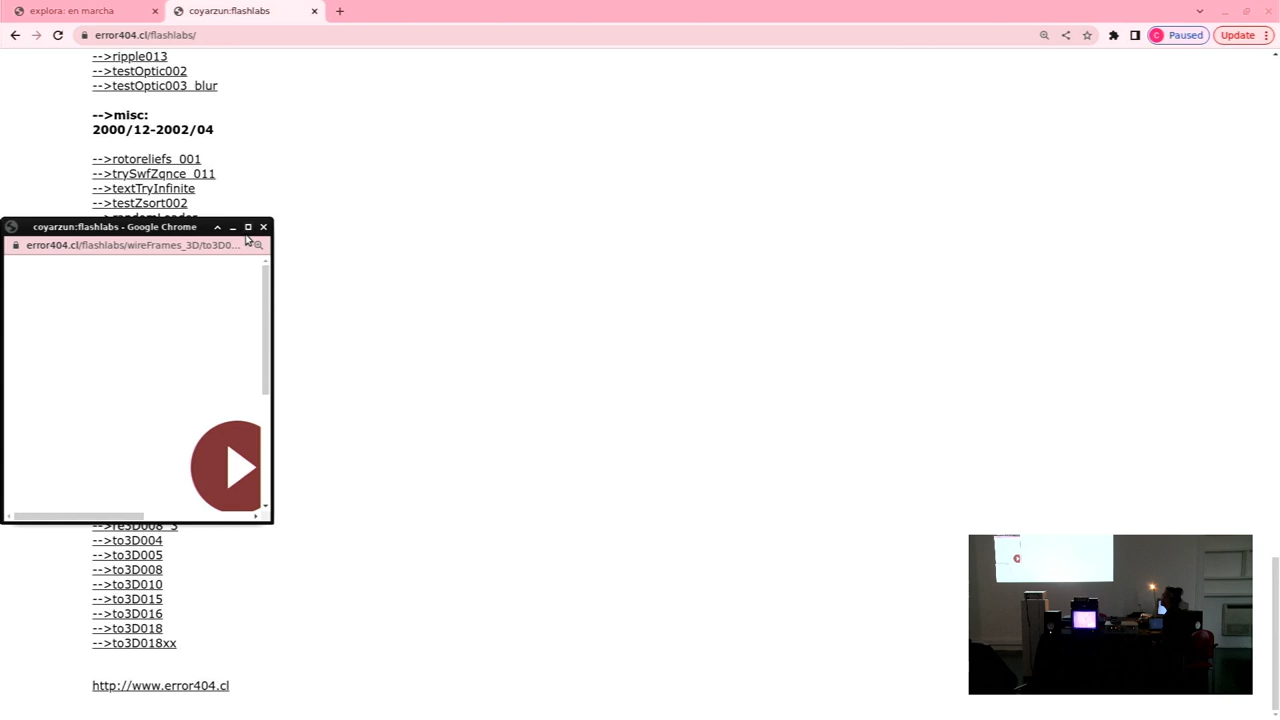 explora: en marcha
coyarzun:flashlabs
error404.cl/flashlabs/
C Paused
Update
-->ripple013
-->testOptic002
-->testOptic003_blur
-->misc:
2000/12-2002/04
-->rotoreliefs_001
-->trySwfZqnce_011
-->textTryInfinite
-->testZsort002
-->randomLoader
coyarzun:flashlabs - Google Chrome
error404.cl/flashlabs/wireFrames_3D/to3D0...
-->re3D008_3
-->to3D004
-->to3D005
-->to3D008
-->to3D010
-->to3D015
-->to3D016
-->to3D018
-->to3D018xx
http://www.error404.cl